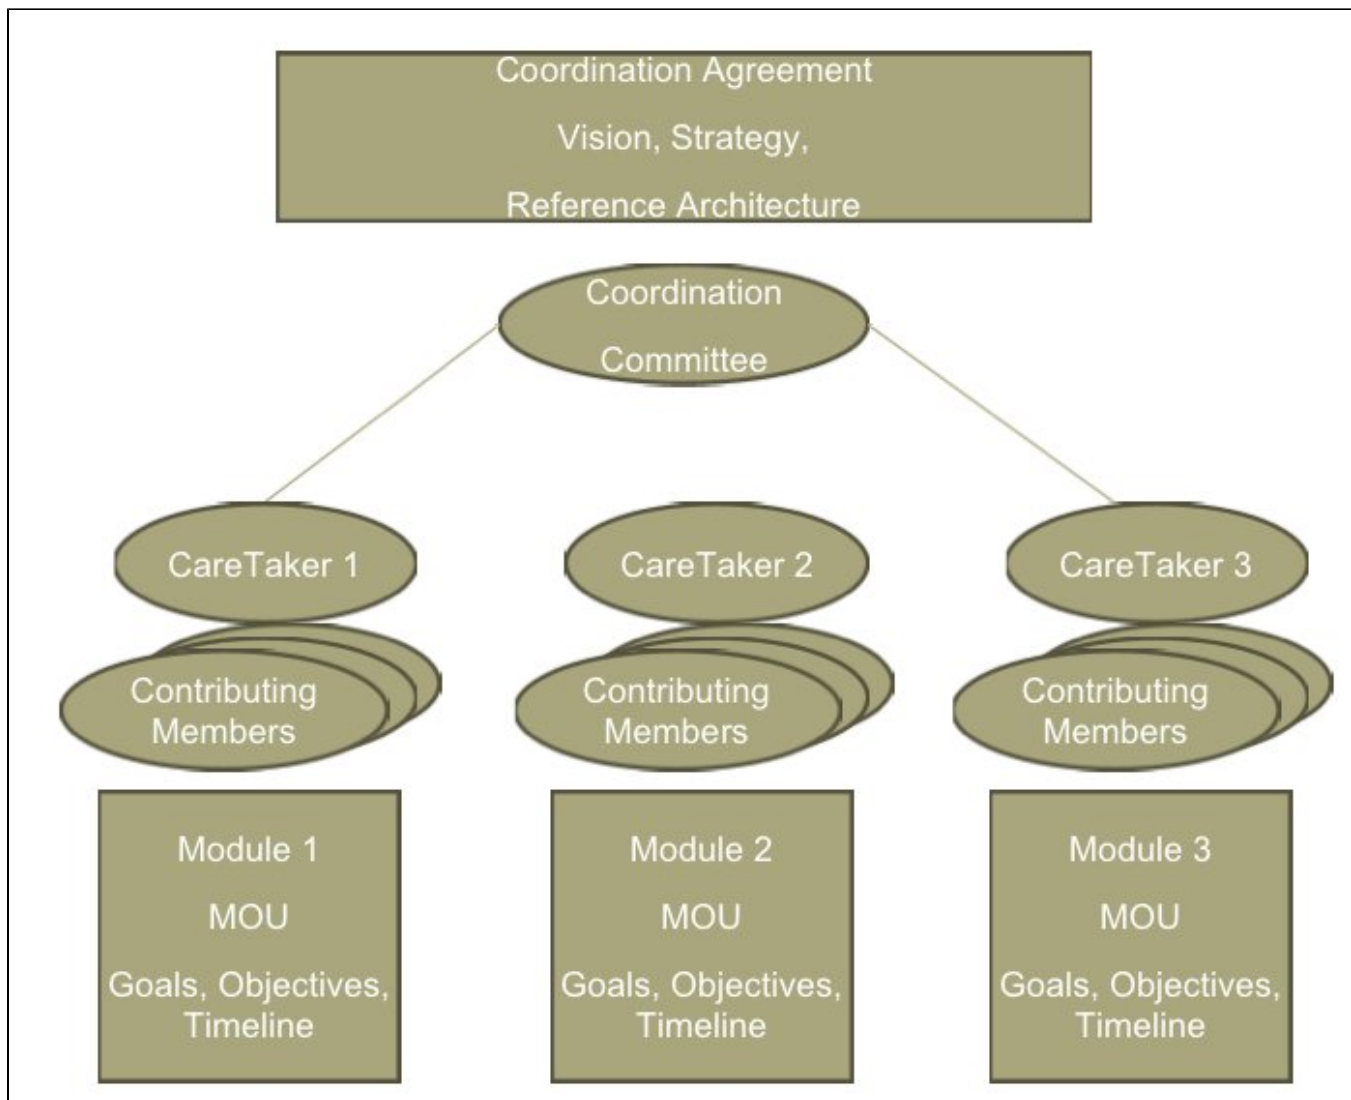 Coordination Agreement
Vision, Strategy,
Reference Architecture
Coordination
Committee
CareTaker 1
CareTaker 2
CareTaker 3
Contributing
Members
Contributing
Members
Contributing
Members
Module 1
MOU
Goals, Objectives,
Timeline
Module 2
MOU
Goals, Objectives,
Timeline
Module 3
MOU
Goals, Objectives,
Timeline